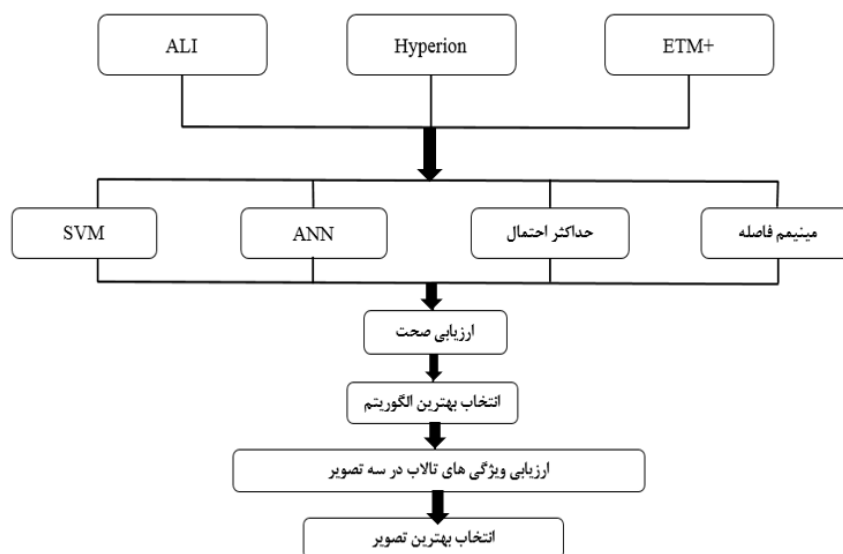 ALI
Hyperion
ETM+
SVM
ANN
حداکثر احتمال
مینیمم فاصله
ارزیابی صحت
انتخاب بهترین الگوریتم
ارزیابی ویژگی های تالاب در سه تصویر
انتخاب بهترین تصویر